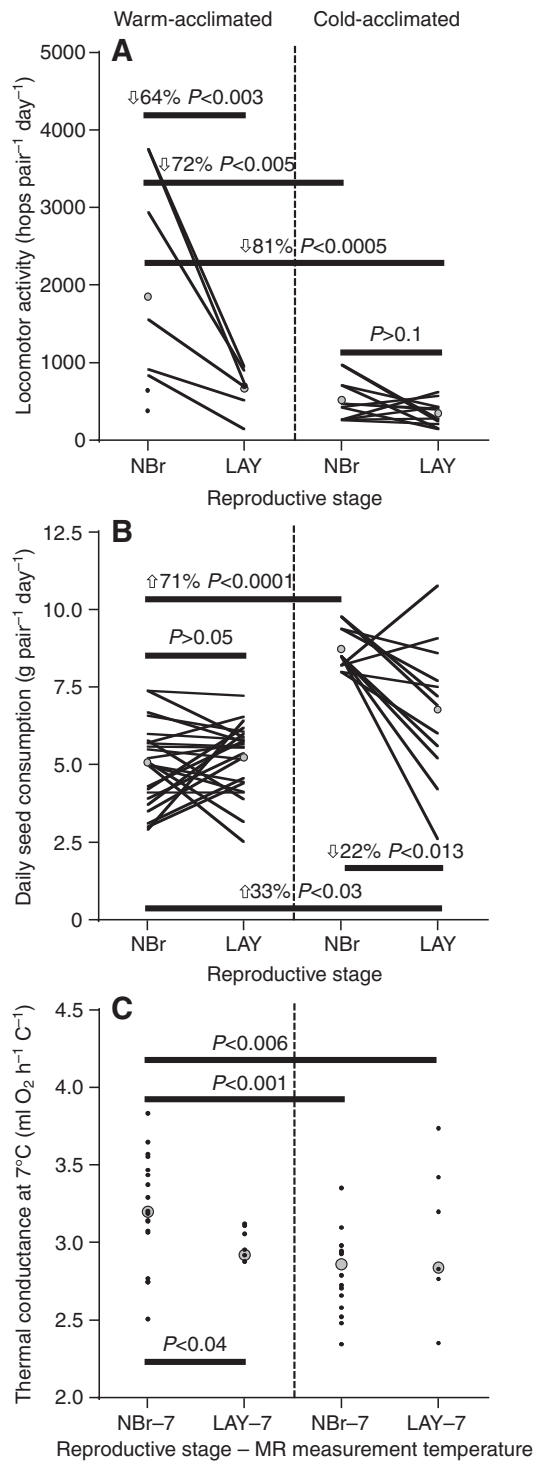 Warm-acclimated Cold-acclimated
A
Locomotor activity (hops pair⁻¹ day⁻¹)
5000
4000
3000
2000
1000
0
⇩64% P<0.003
⇩72% P<0.005
⇩81% P<0.0005
P>0.1
NBr LAY NBr LAY
Reproductive stage
B
Daily seed consumption (g pair⁻¹ day⁻¹)
12.5
10.0
7.5
5.0
2.5
0
⇧71% P<0.0001
P>0.05
⇩22% P<0.013
⇧33% P<0.03
NBr LAY NBr LAY
Reproductive stage
C
Thermal conductance at 7°C (ml O₂ h⁻¹ C⁻¹)
4.5
4.0
3.5
3.0
2.5
2.0
P<0.006
P<0.001
P<0.04
NBr–7 LAY–7 NBr–7 LAY–7
Reproductive stage – MR measurement temperature